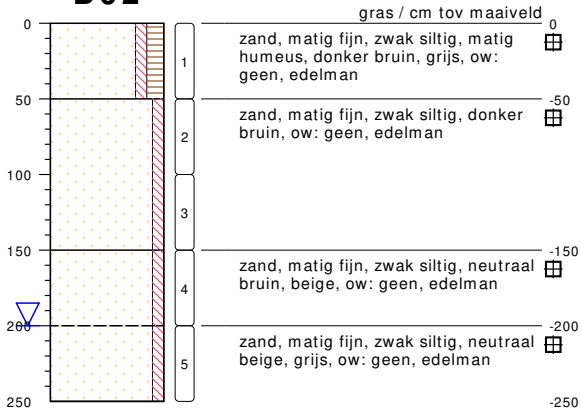 gras / cm tov maaiveld
0
0
zand, matig fijn, zwak siltig, matig
humeus, donker bruin, grijs, ow:
geen, edelman
1
50
-50
zand, matig fijn, zwak siltig, donker
bruin, ow: geen, edelman
2
100
3
150
-150
zand, matig fijn, zwak siltig, neutraal
bruin, beige, ow: geen, edelman
4
200
-200
zand, matig fijn, zwak siltig, neutraal
beige, grijs, ow: geen, edelman
5
250
-250